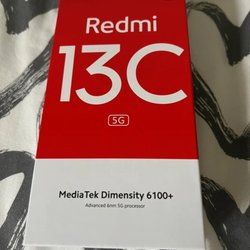 Redmi
13C
5G
MediaTek Dimensity 6100+
Advanced 6nm 5G processor